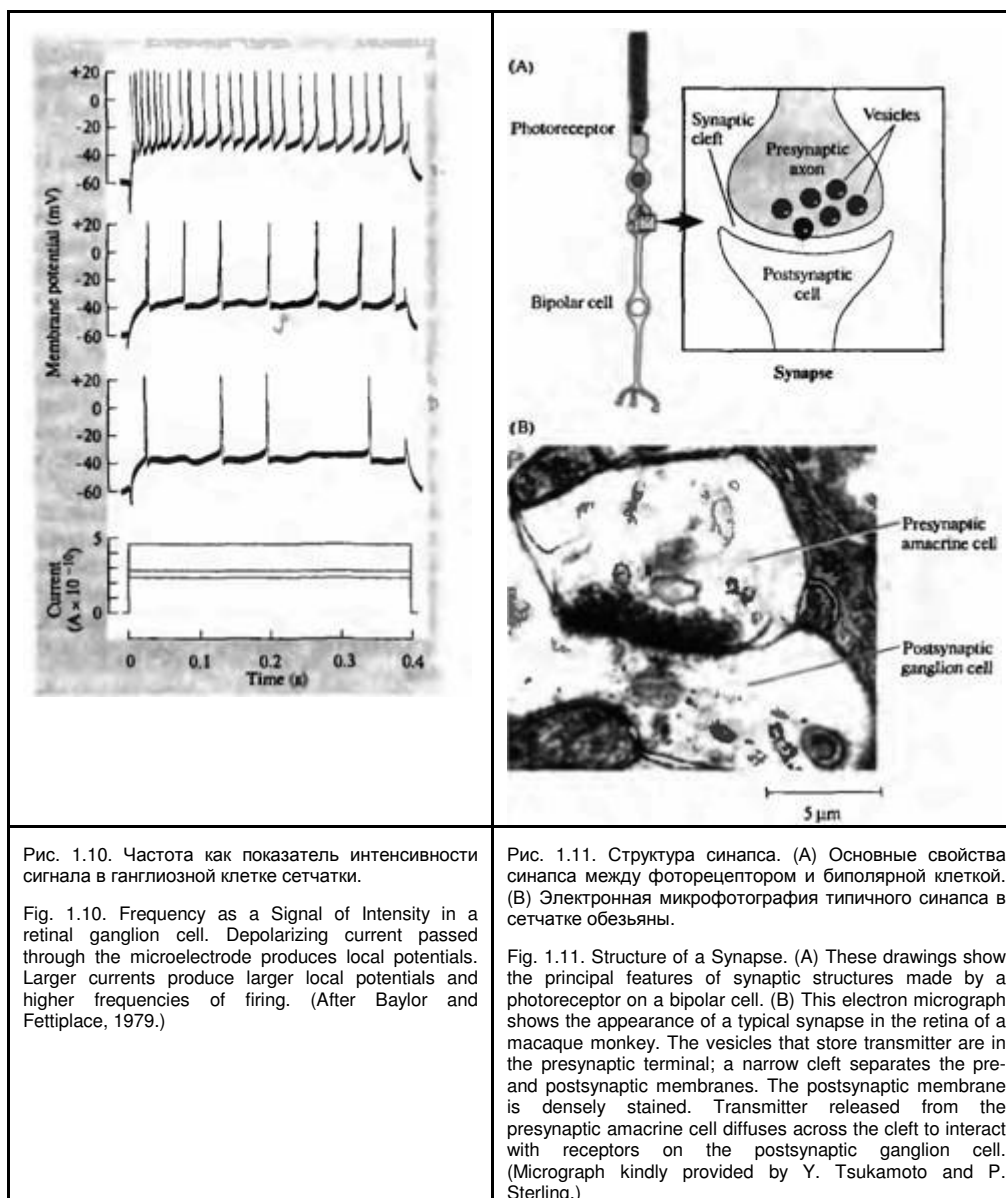 +20
0
-20
-40
-60
+20
0
-20
-40
-60
+20
0
-20
-40
-60
Membrane potential (mV)
5
0
Current
(A × 10⁻¹⁰)
0
0.1
0.2
0.3
0.4
Time (s)
(A)
Photoreceptor
Bipolar cell
Synaptic
cleft
Vesicles
Presynaptic
axon
Postsynaptic
cell
Synapse
(B)
Presynaptic
amacrine cell
Postsynaptic
ganglion cell
5 μm
Рис. 1.10. Частота как показатель интенсивности
сигнала в ганглиозной клетке сетчатки.
Fig. 1.10. Frequency as a Signal of Intensity in a
retinal ganglion cell. Depolarizing current passed
through the microelectrode produces local potentials.
Larger currents produce larger local potentials and
higher frequencies of firing. (After Baylor and
Fettiplace, 1979.)
Рис. 1.11. Структура синапса. (А) Основные свойства
синапса между фоторецептором и биполярной клеткой.
(В) Электронная микрофотография типичного синапса в
сетчатке обезьяны.
Fig. 1.11. Structure of a Synapse. (A) These drawings show
the principal features of synaptic structures made by a
photoreceptor on a bipolar cell. (B) This electron micrograph
shows the appearance of a typical synapse in the retina of a
macaque monkey. The vesicles that store transmitter are in
the presynaptic terminal; a narrow cleft separates the pre-
and postsynaptic membranes. The postsynaptic membrane
is densely stained. Transmitter released from the
presynaptic amacrine cell diffuses across the cleft to interact
with receptors on the postsynaptic ganglion cell.
(Micrograph kindly provided by Y. Tsukamoto and P.
Sterling.)